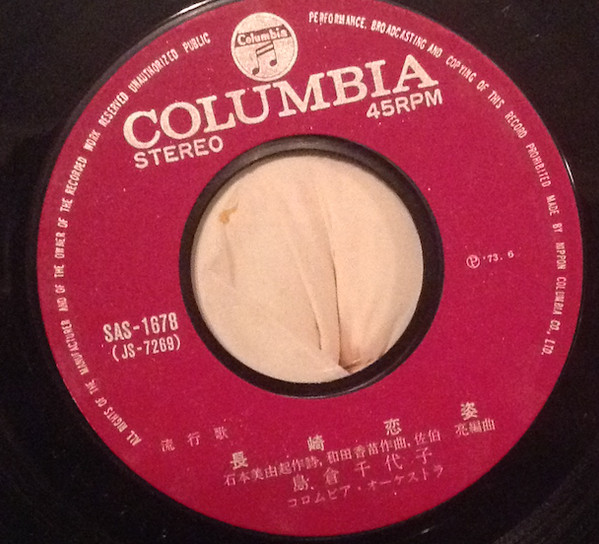 Columbia
COLUMBIA
STEREO 45RPM
ALL RIGHTS OF THE MANUFACTURER AND OF THE OWNER OF THE RECORDED WORK RESERVED UNAUTHORIZED PUBLIC PERFORMANCE, BROADCASTING AND COPYING OF THIS RECORD PROHIBITED MADE BY NIPPON COLUMBIA CO., LTD.
Ⓟ '73. 6
SAS-1678
(JS-7269)
流行歌
長崎恋姿
石本美由起作詩, 和田香苗作曲, 佐伯 亮編曲
島倉千代子
コロムビア・オーケストラ